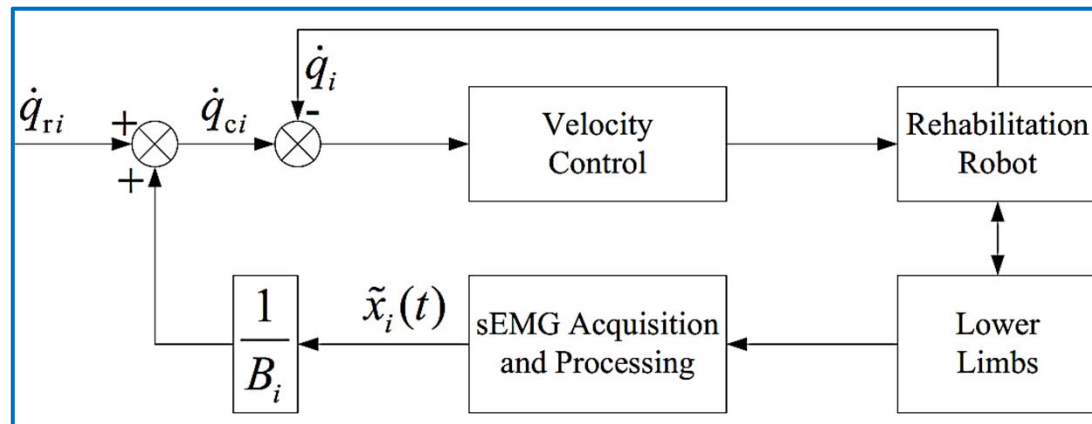 q̇ᵢ
q̇ᵣᵢ
+
q̇cᵢ
-
Velocity
Control
Rehabilitation
Robot
+
1
Bᵢ
x̃ᵢ(t)
sEMG Acquisition
and Processing
Lower
Limbs